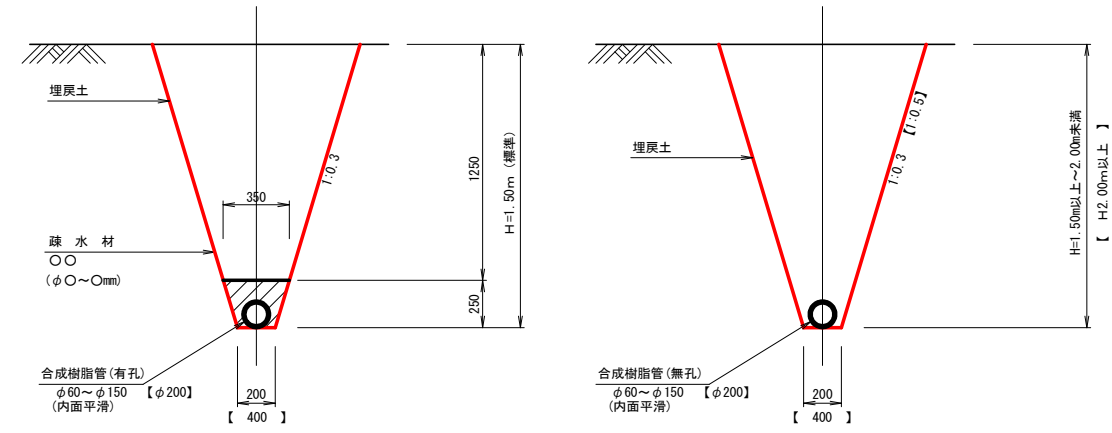 埋戻土
1:0.3
350
1250
H=1.50m (標準)
疎 水 材
○○
(φ○~○mm)
250
合成樹脂管(有孔)
φ60~φ150 【φ200】
(内面平滑)
200
【 400 】
埋戻土
1:0.3 【1:0.5】
H=1.50m以上~2.00m未満
【 H2.00m以上 】
合成樹脂管(無孔)
φ60~φ150 【φ200】
(内面平滑)
200
【 400 】